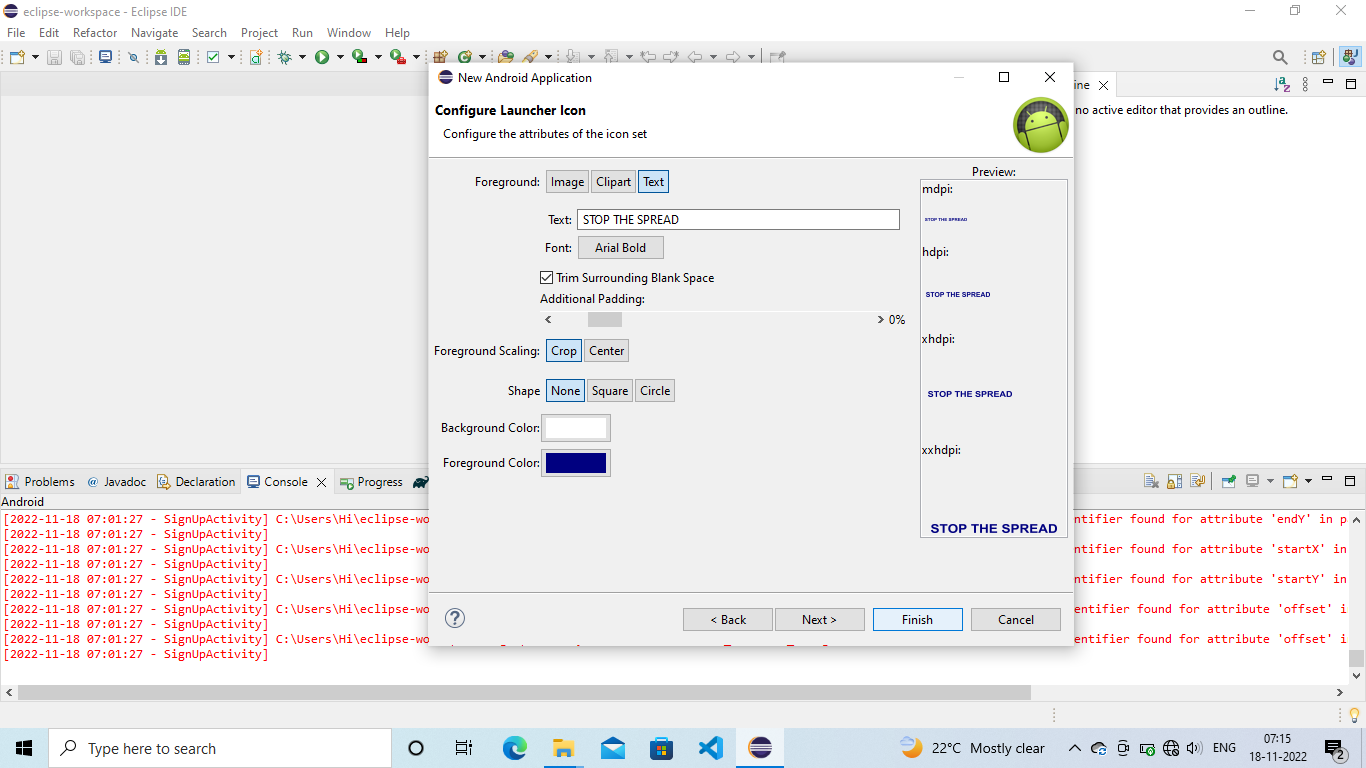 eclipse-workspace - Eclipse IDE
File Edit Refactor Navigate Search Project Run Window Help
New Android Application
Configure Launcher Icon
Configure the attributes of the icon set
ine
no active editor that provides an outline.
Foreground: Image Clipart Text
Text: STOP THE SPREAD
Font: Arial Bold
Trim Surrounding Blank Space
Additional Padding:
< > 0%
Foreground Scaling: Crop Center
Shape None Square Circle
Background Color:
Foreground Color:
Preview:
mdpi:
STOP THE SPREAD
hdpi:
STOP THE SPREAD
xhdpi:
STOP THE SPREAD
xxhdpi:
STOP THE SPREAD
< Back Next > Finish Cancel
Problems @ Javadoc Declaration Console Progress
Android
[2022-11-18 07:01:27 - SignUpActivity] C:\Users\Hi\eclipse-wo ntifier found for attribute 'endY' in p
[2022-11-18 07:01:27 - SignUpActivity]
[2022-11-18 07:01:27 - SignUpActivity] C:\Users\Hi\eclipse-wo ntifier found for attribute 'startX' in
[2022-11-18 07:01:27 - SignUpActivity]
[2022-11-18 07:01:27 - SignUpActivity] C:\Users\Hi\eclipse-wo ntifier found for attribute 'startY' in
[2022-11-18 07:01:27 - SignUpActivity]
[2022-11-18 07:01:27 - SignUpActivity] C:\Users\Hi\eclipse-wo entifier found for attribute 'offset' i
[2022-11-18 07:01:27 - SignUpActivity]
[2022-11-18 07:01:27 - SignUpActivity] C:\Users\Hi\eclipse-wo entifier found for attribute 'offset' i
[2022-11-18 07:01:27 - SignUpActivity]
Type here to search
22°C Mostly clear
ENG
07:15
18-11-2022
2